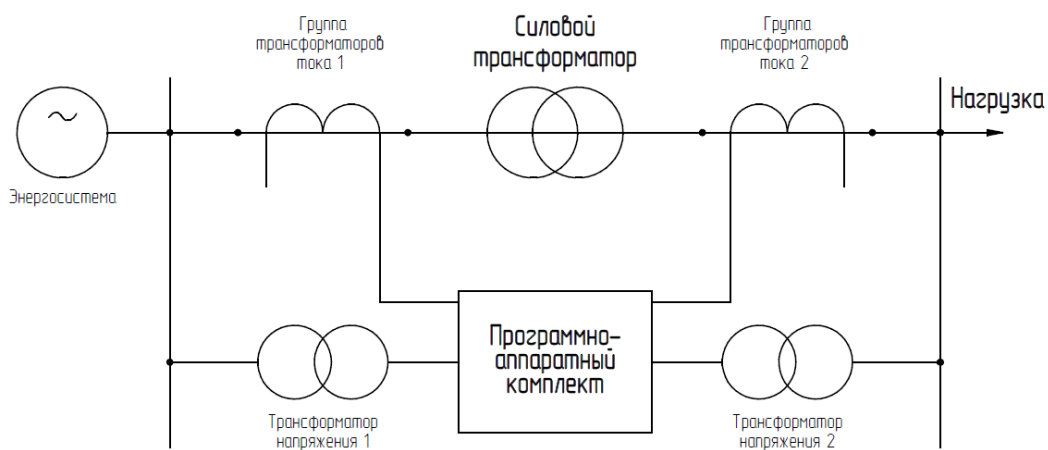 Группа
трансформаторов
тока 1
Силовой
трансформатор
Группа
трансформаторов
тока 2
Нагрузка
Энергосистема
Программно-
аппаратный
комплект
Трансформатор
напряжения 1
Трансформатор
напряжения 2